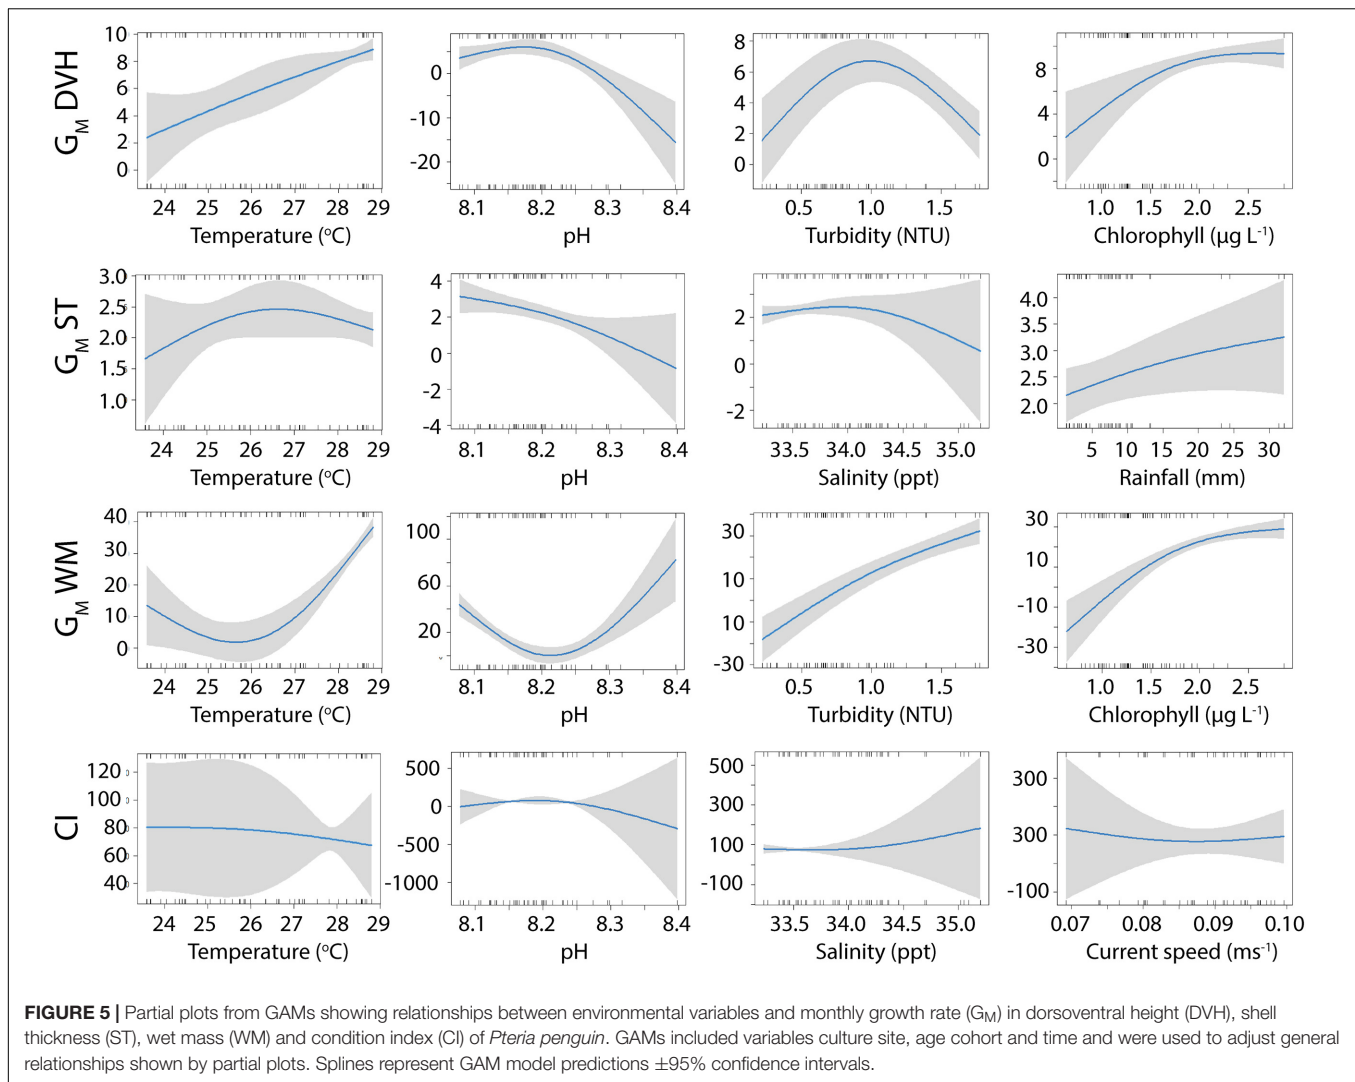 G_M DVH
10
8
6
4
2
0
24 25 26 27 28 29
Temperature (°C)
0
-10
-20
8.1 8.2 8.3 8.4
pH
8
6
4
2
0
0.5 1.0 1.5
Turbidity (NTU)
8
4
0
1.0 1.5 2.0 2.5
Chlorophyll (µg L⁻¹)
G_M ST
3.0
2.5
2.0
1.5
1.0
24 25 26 27 28 29
Temperature (°C)
4
2
0
-2
-4
8.1 8.2 8.3 8.4
pH
2
0
-2
33.5 34.0 34.5 35.0
Salinity (ppt)
4.0
3.5
3.0
2.5
2.0
5 10 15 20 25 30
Rainfall (mm)
G_M WM
40
30
20
10
0
24 25 26 27 28 29
Temperature (°C)
100
60
20
8.1 8.2 8.3 8.4
pH
30
10
10
-30
0.5 1.0 1.5
Turbidity (NTU)
30
10
-10
-30
1.0 1.5 2.0 2.5
Chlorophyll (µg L⁻¹)
CI
120
100
80
60
40
24 25 26 27 28 29
Temperature (°C)
500
0
-500
-1000
8.1 8.2 8.3 8.4
pH
500
300
100
-100
33.5 34.0 34.5 35.0
Salinity (ppt)
300
300
-100
0.07 0.08 0.09 0.10
Current speed (ms⁻¹)
FIGURE 5 | Partial plots from GAMs showing relationships between environmental variables and monthly growth rate (G_M) in dorsoventral height (DVH), shell
thickness (ST), wet mass (WM) and condition index (CI) of Pteria penguin. GAMs included variables culture site, age cohort and time and were used to adjust general
relationships shown by partial plots. Splines represent GAM model predictions ±95% confidence intervals.